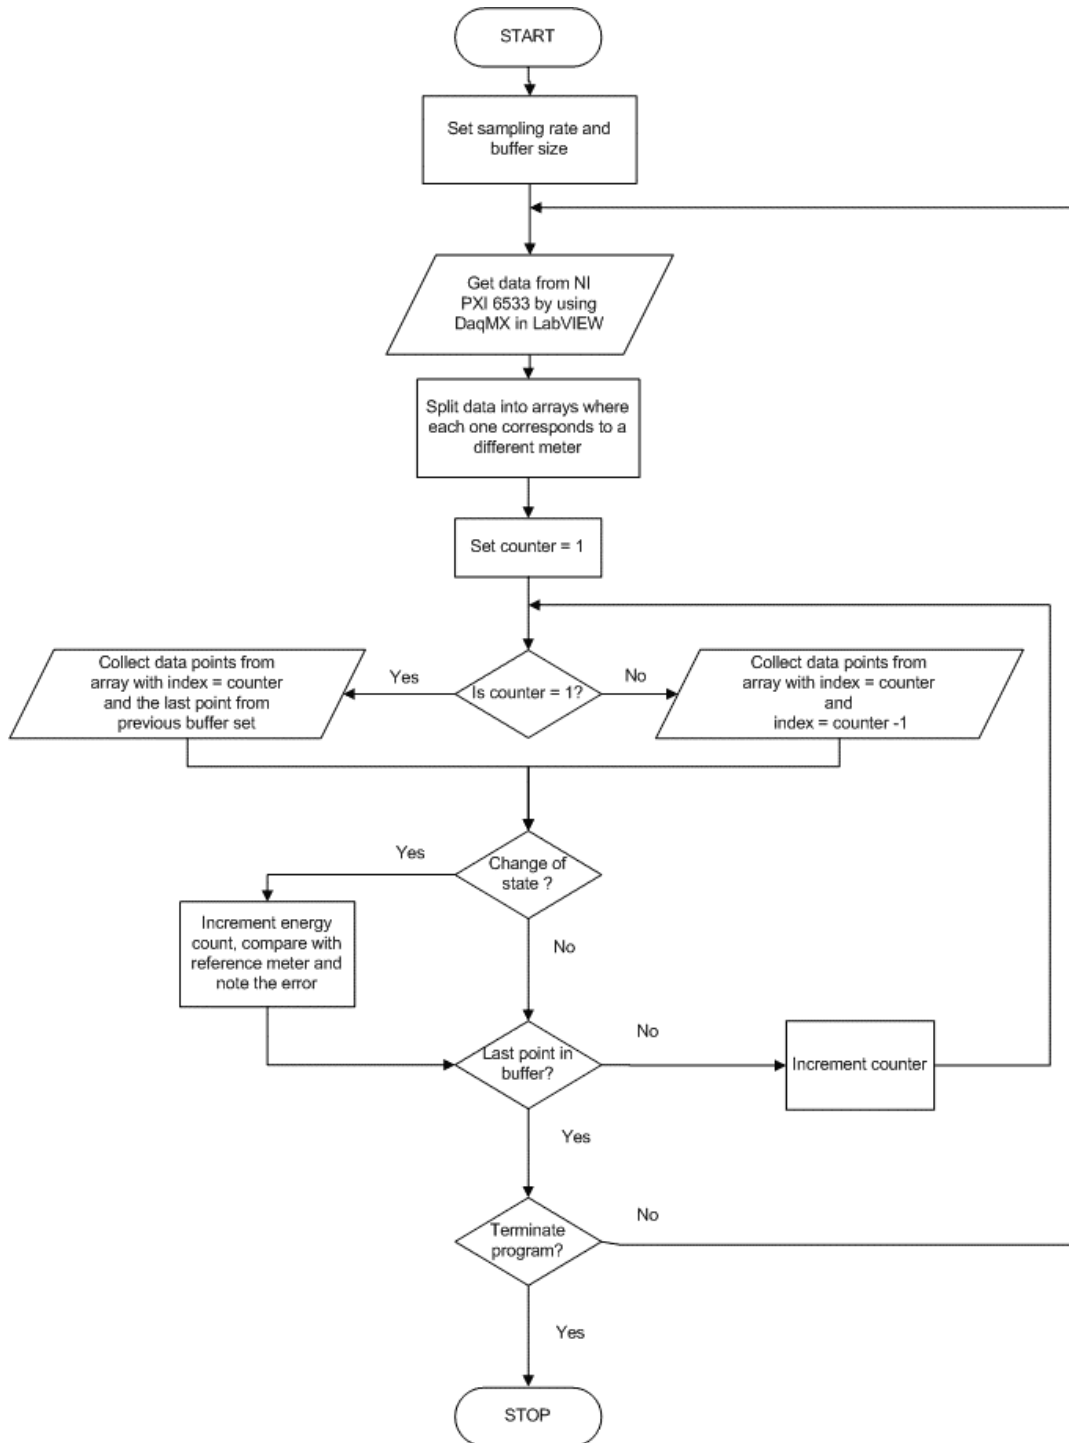 START
Set sampling rate and
buffer size
Get data from NI
PXI 6533 by using
DaqMX in LabVIEW
Split data into arrays where
each one corresponds to a
different meter
Set counter = 1
Collect data points from
array with index = counter
and the last point from
previous buffer set
Yes
Is counter = 1?
No
Collect data points from
array with index = counter
and
index = counter -1
Yes
Change of
state ?
Increment energy
count, compare with
reference meter and
note the error
No
Last point in
buffer?
No
Increment counter
Yes
Terminate
program?
No
Yes
STOP